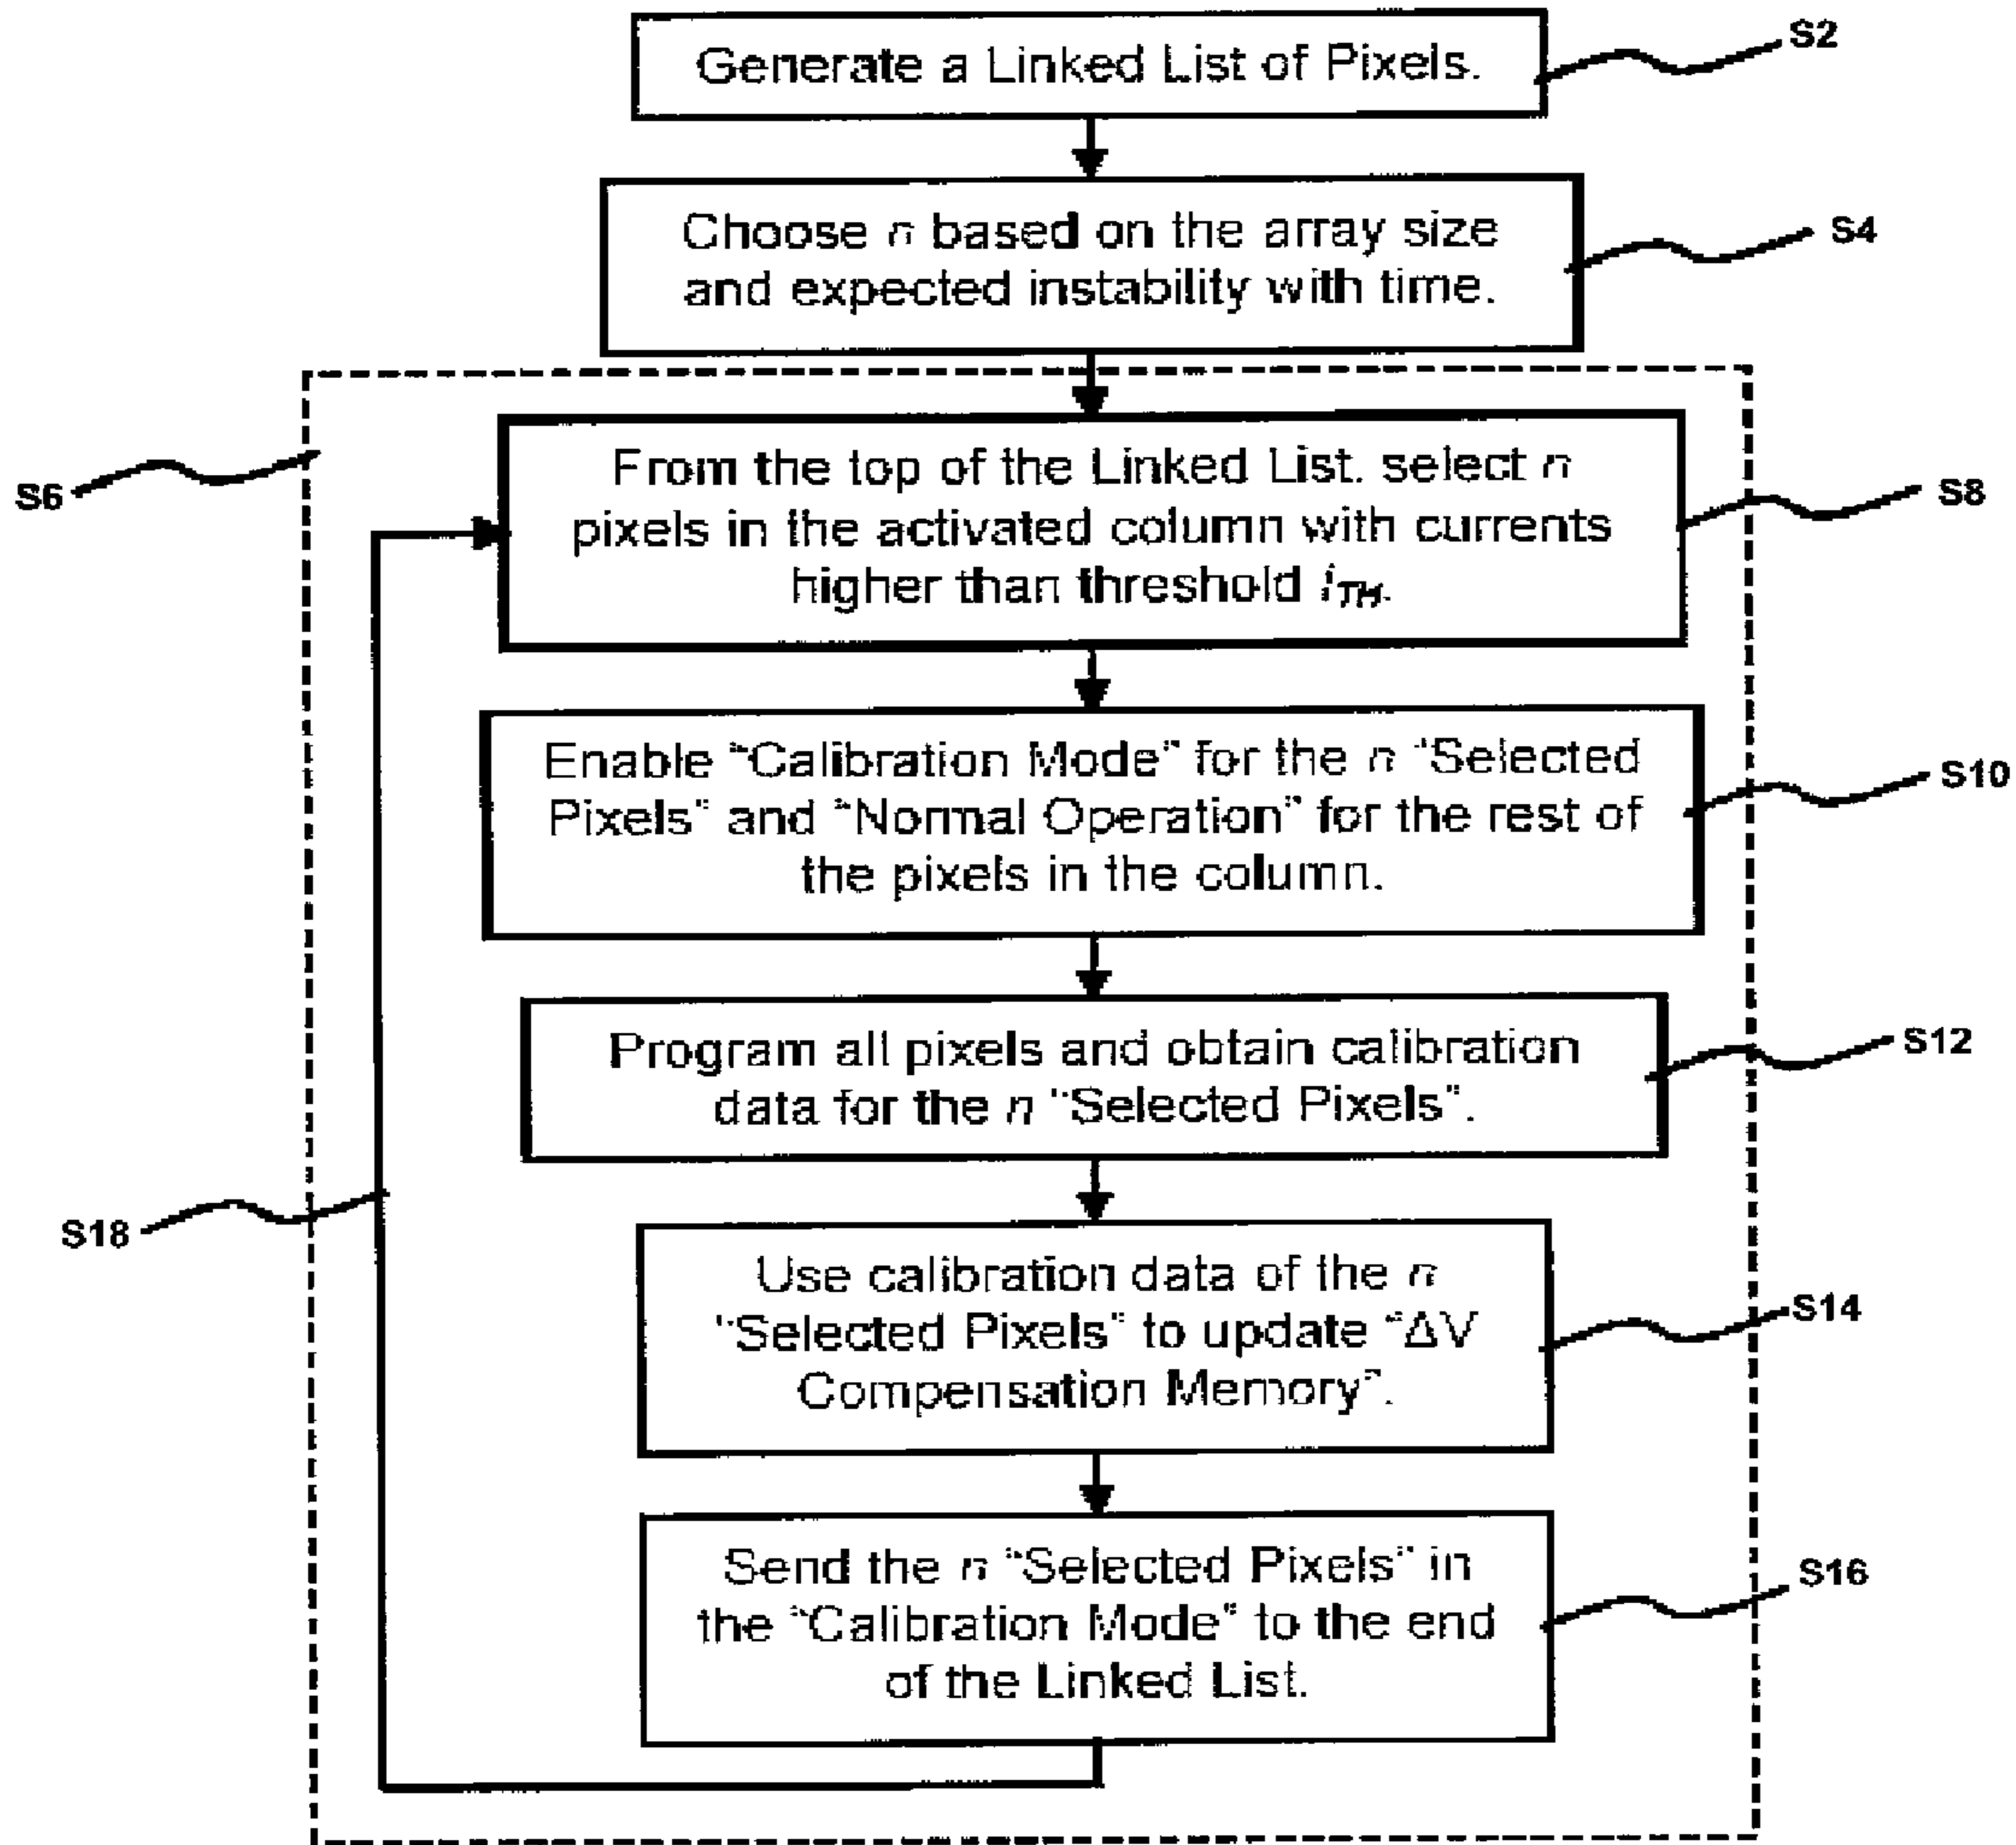 Generate a Linked List of Pixels.
S2
Choose n based on the array size
and expected instability with time.
S4
S6
From the top of the Linked List. select n
pixels in the activated column with currents
higher than threshold iTH.
S8
Enable "Calibration Mode" for the n "Selected
Pixels" and "Normal Operation" for the rest of
the pixels in the column.
S10
Program all pixels and obtain calibration
data for the n "Selected Pixels".
S12
S18
Use calibration data of the n
"Selected Pixels" to update "ΔV
Compensation Memory".
S14
Send the n "Selected Pixels" in
the "Calibration Mode" to the end
of the Linked List.
S16